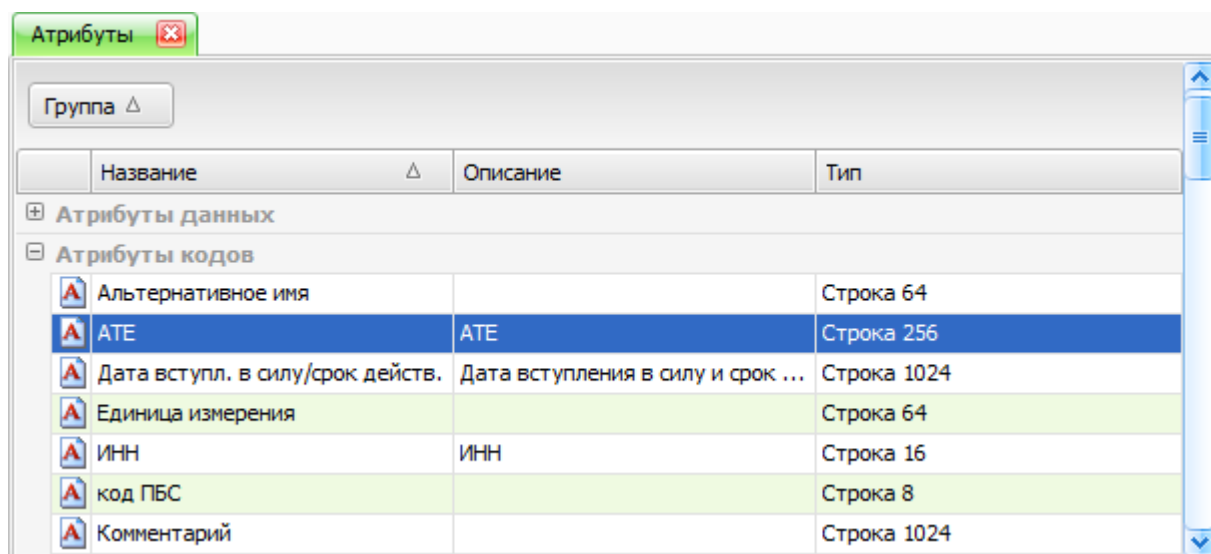 Атрибуты
Группа
Название Описание Тип
Атрибуты данных
Атрибуты кодов
Альтернативное имя Строка 64
АТЕ АТЕ Строка 256
Дата вступл. в силу/срок действ. Дата вступления в силу и срок ... Строка 1024
Единица измерения Строка 64
ИНН ИНН Строка 16
код ПБС Строка 8
Комментарий Строка 1024